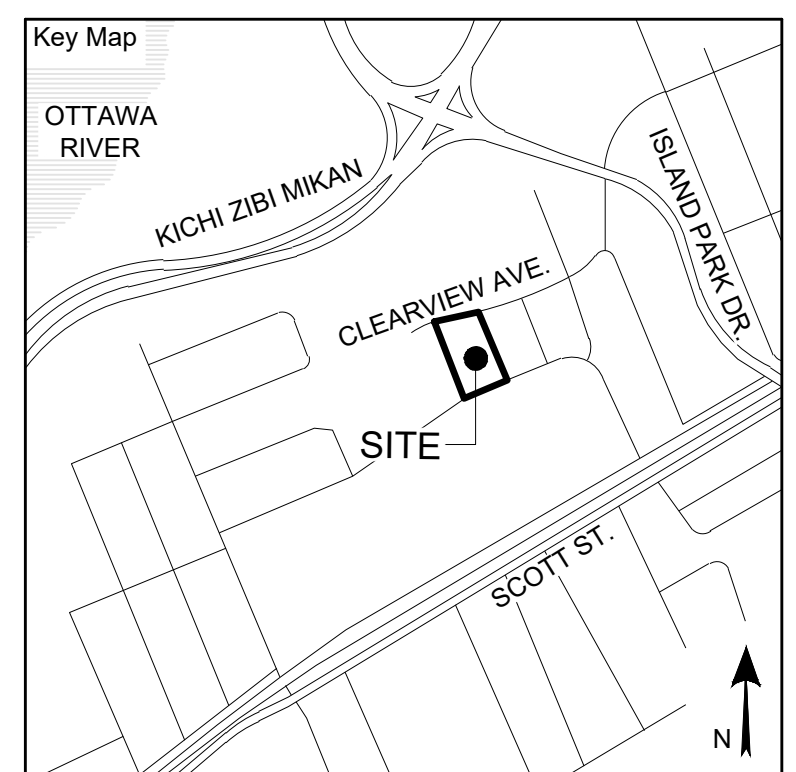 Key Map
OTTAWA
RIVER
KICHI ZIBI MIKAN
ISLAND PARK DR.
CLEARVIEW AVE.
SITE
SCOTT ST.
N